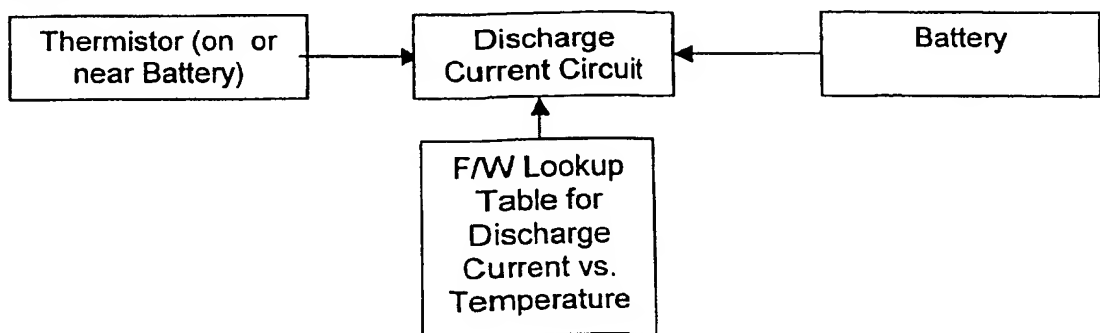 Thermistor (on or
near Battery)
Discharge
Current Circuit
Battery
F/W Lookup
Table for
Discharge
Current vs.
Temperature